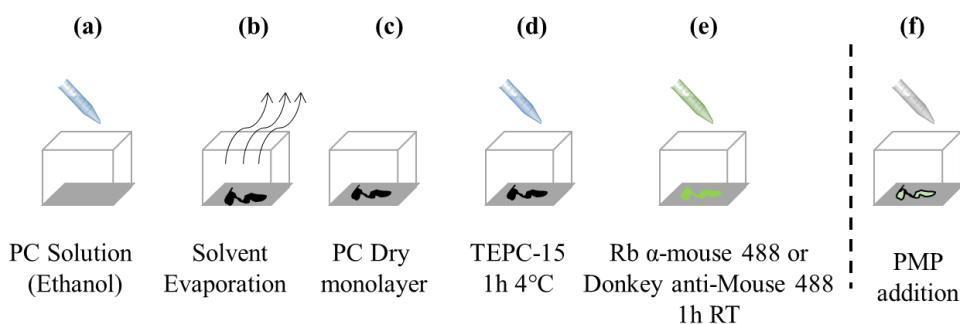 (a)
(b)
(c)
(d)
(e)
(f)
PC Solution
(Ethanol)
Solvent
Evaporation
PC Dry
monolayer
TEPC-15
1h 4°C
Rb α-mouse 488 or
Donkey anti-Mouse 488
1h RT
PMP
addition